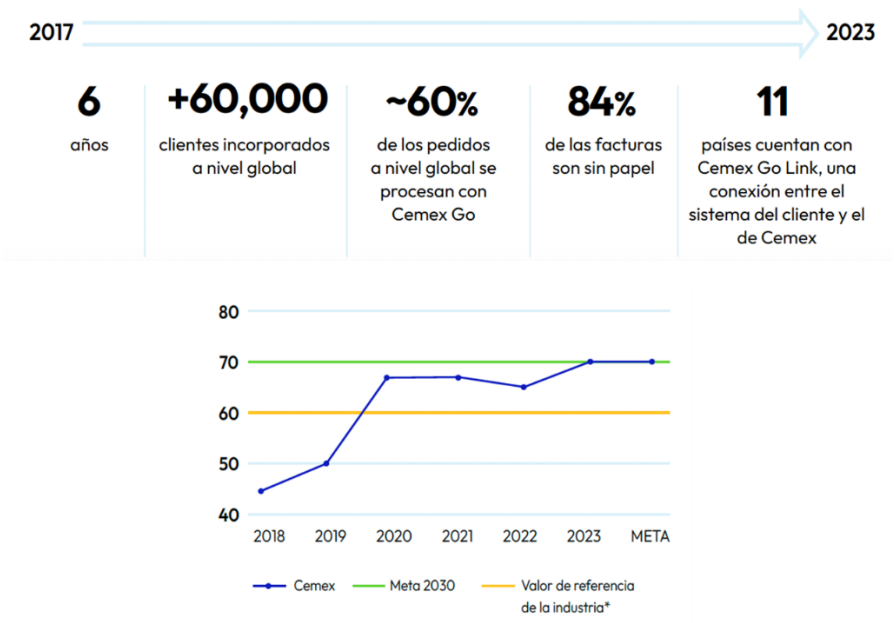 2017
2023
6
años
+60,000
clientes incorporados
a nivel global
~60%
de los pedidos
a nivel global se
procesan con
Cemex Go
84%
de las facturas
son sin papel
11
países cuentan con
Cemex Go Link, una
conexión entre el
sistema del cliente y el
de Cemex
80
70
60
50
40
2018 2019 2020 2021 2022 2023 META
Cemex
Meta 2030
Valor de referencia
de la industria*